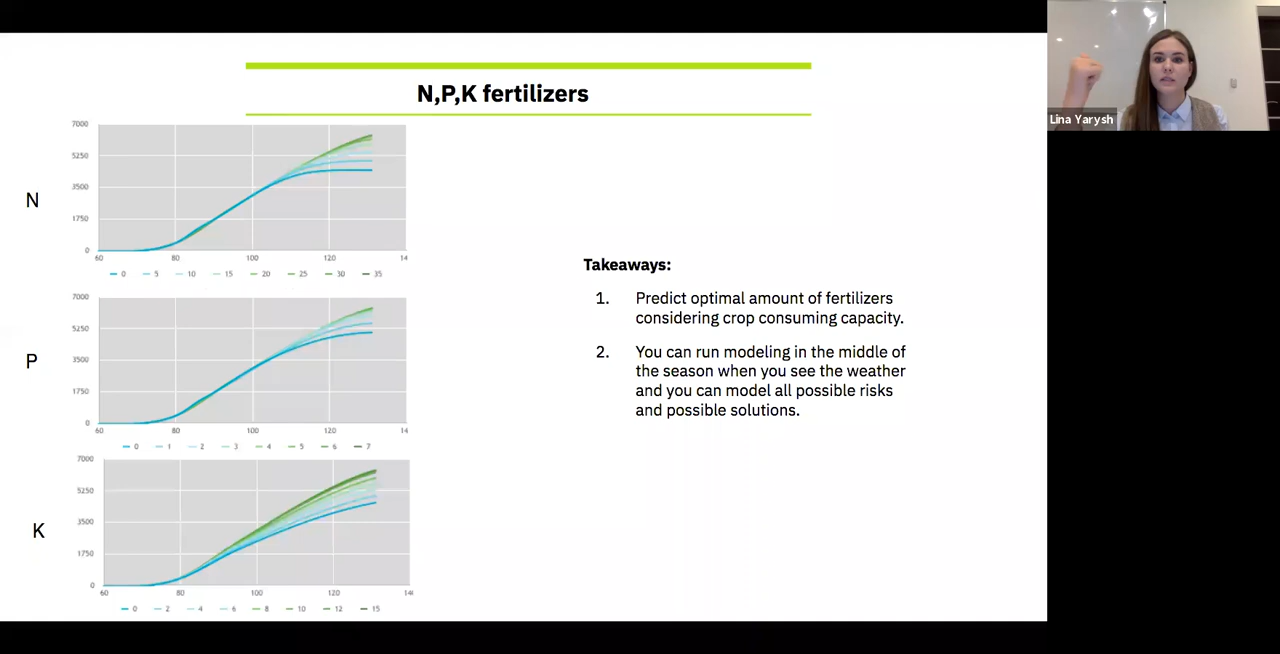 N,P,K fertilizers
Lina Yarysh
N
7000
5250
3500
1750
0
60 80 100 120 14
0 5 10 15 20 25 30 35
P
7000
5250
3500
1750
0
60 80 100 120 14
0 1 2 3 4 5 6 7
K
7000
5250
3500
1750
0
60 80 100 120 14
0 2 4 6 8 10 12 15
Takeaways:
1. Predict optimal amount of fertilizers
considering crop consuming capacity.
2. You can run modeling in the middle of
the season when you see the weather
and you can model all possible risks
and possible solutions.